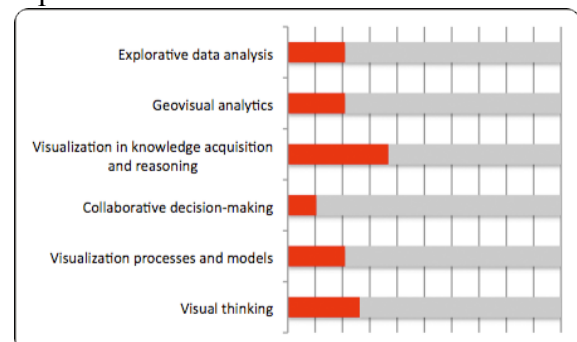 Explorative data analysis
Geovisual analytics
Visualization in knowledge acquisition
and reasoning
Collaborative decision-making
Visualization processes and models
Visual thinking